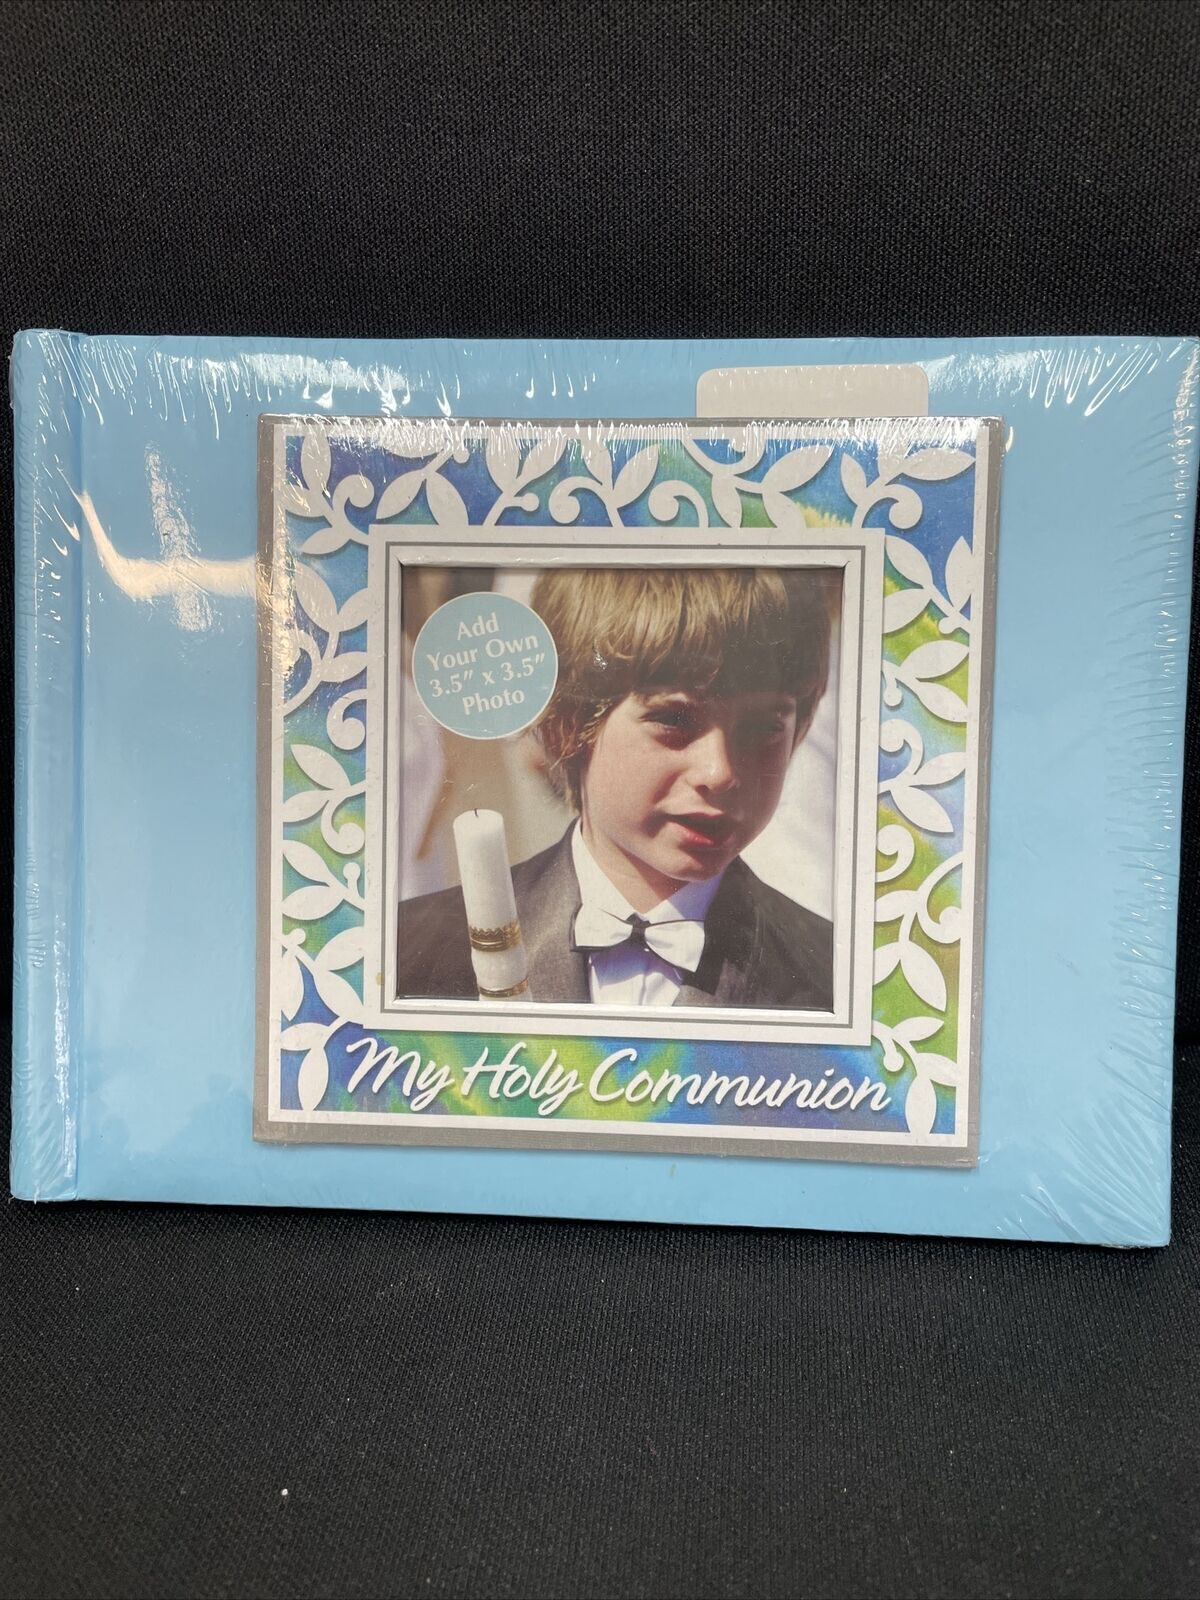 Add
Your Own
3.5" x 3.5"
Photo
My Holy Communion